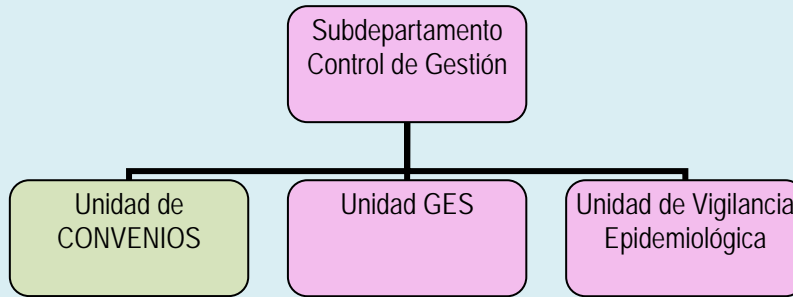 Subdepartamento
Control de Gestión
Unidad de
CONVENIOS
Unidad GES
Unidad de Vigilancia
Epidemiológica